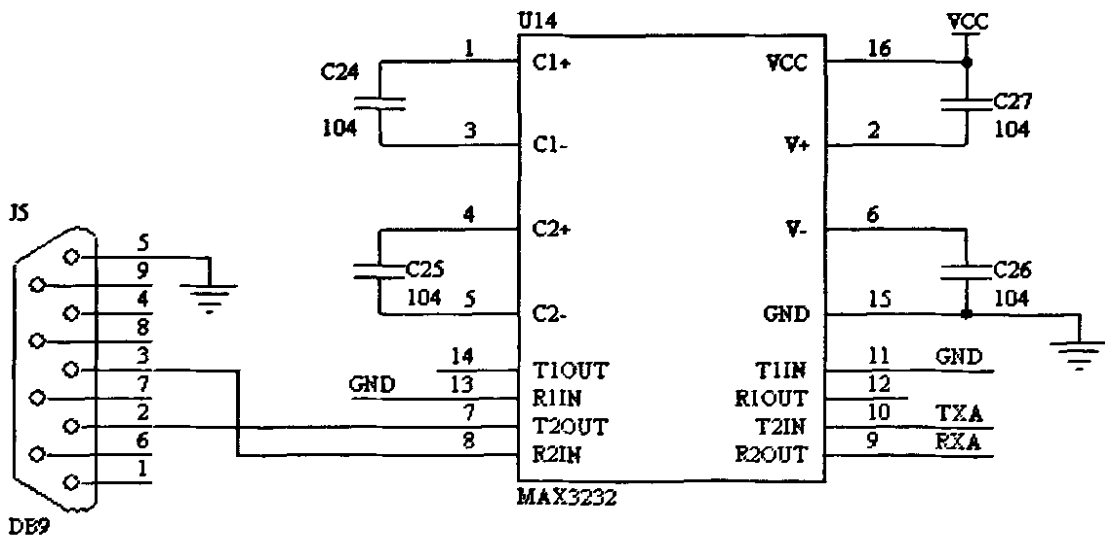 U14
VCC
1
C1+
VCC
16
C24
104
C27
104
3
C1-
V+
2
J5
4
C2+
V-
6
C25
104
C26
104
5
C2-
GND
15
5
9
4
8
3
7
2
6
1
14
T1OUT
T1IN
11
GND
GND
13
R1IN
R1OUT
12
7
T2OUT
T2IN
10
TXA
8
R2IN
R2OUT
9
RXA
MAX3232
DB9